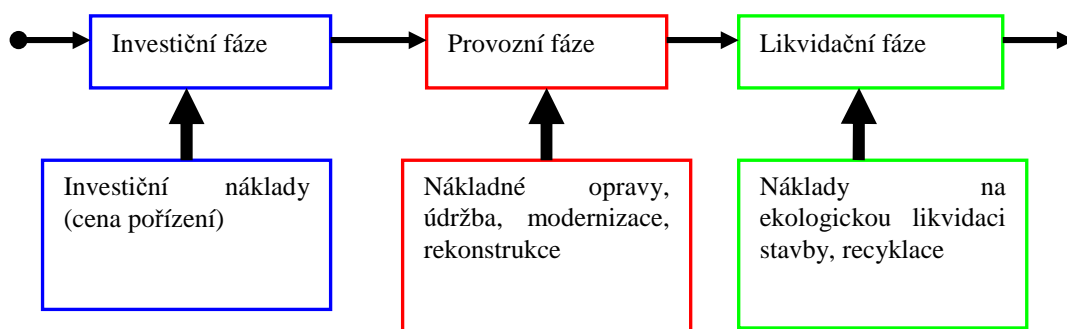 Investiční fáze
Provozní fáze
Likvidační fáze
Investiční náklady
(cena pořízení)
Nákladné opravy,
údržba, modernizace,
rekonstrukce
Náklady na
ekologickou likvidaci
stavby, recyklace